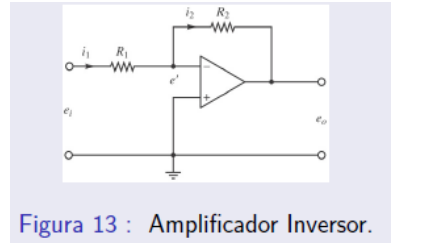 i₂ R₂
i₁ R₁
e'
−
+
eᵢ
eₒ
Figura 13 : Amplificador Inversor.